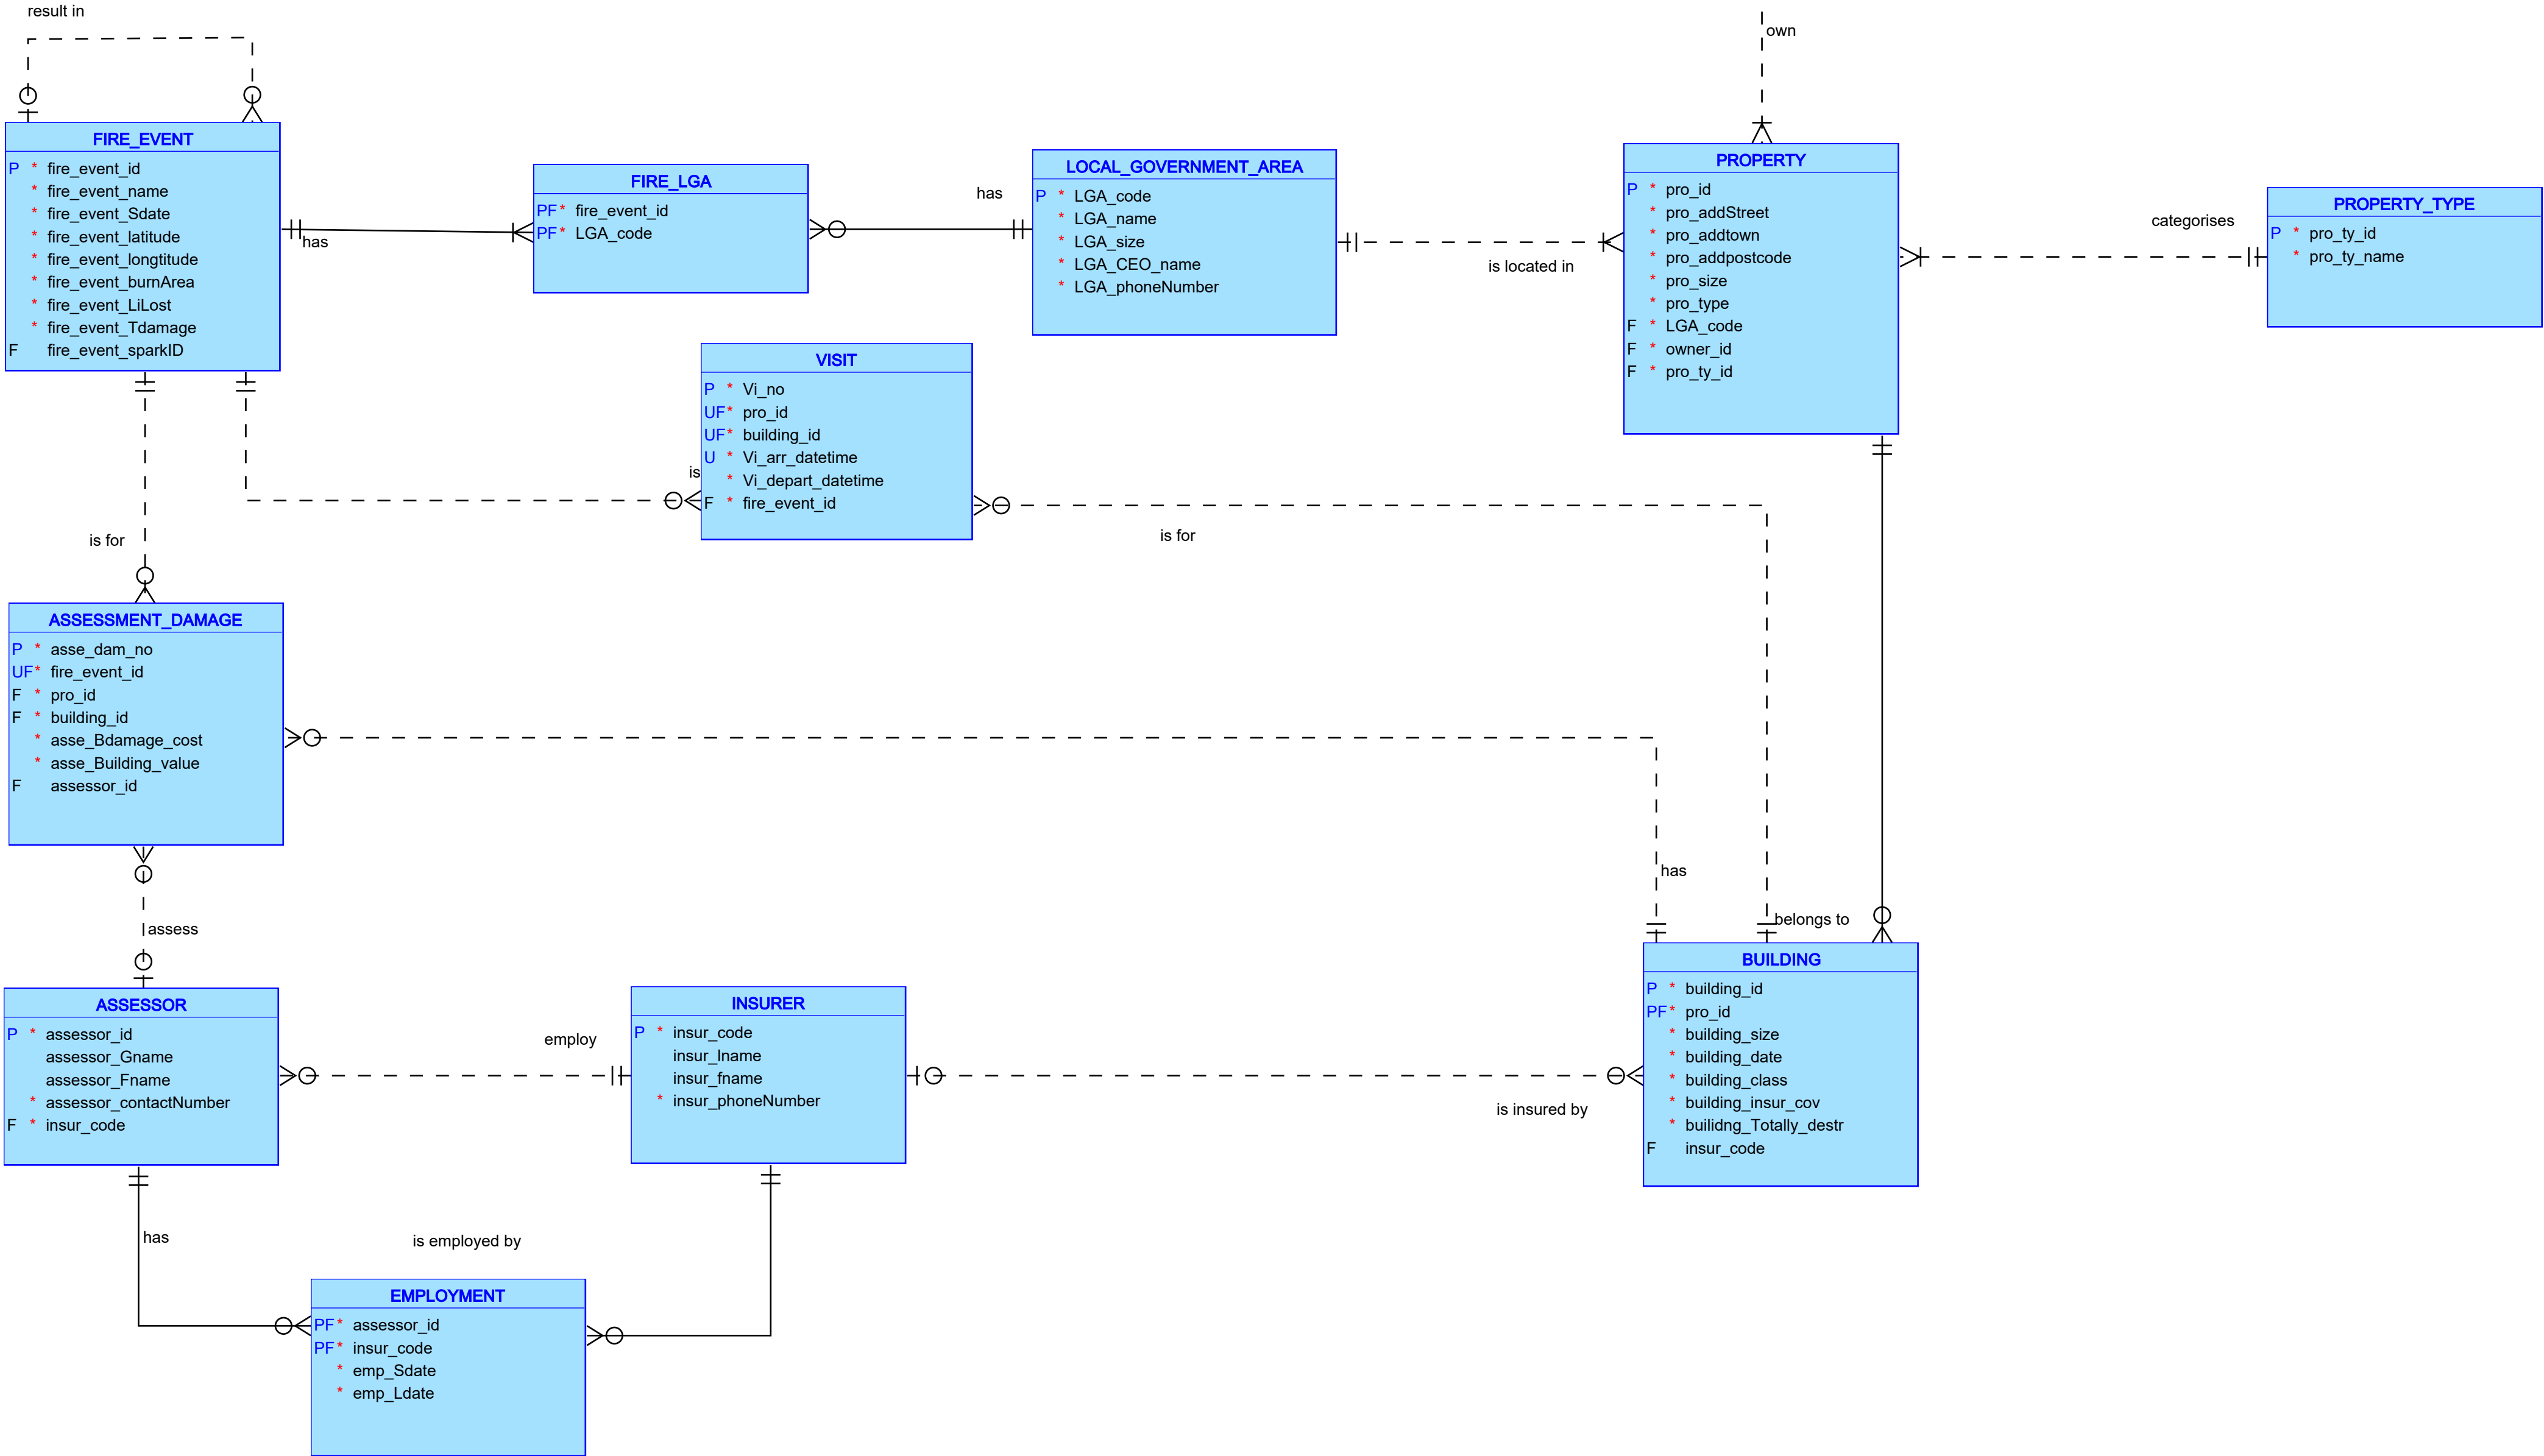 result in
own
FIRE_EVENT
P * fire_event_id
* fire_event_name
* fire_event_Sdate
* fire_event_latitude
* fire_event_longtitude
* fire_event_burnArea
* fire_event_LiLost
* fire_event_Tdamage
F fire_event_sparkID
has
FIRE_LGA
PF* fire_event_id
PF* LGA_code
has
LOCAL_GOVERNMENT_AREA
P * LGA_code
* LGA_name
* LGA_size
* LGA_CEO_name
* LGA_phoneNumber
is located in
PROPERTY
P * pro_id
* pro_addStreet
* pro_addtown
* pro_addpostcode
* pro_size
* pro_type
F * LGA_code
F * owner_id
F * pro_ty_id
categorises
PROPERTY_TYPE
P * pro_ty_id
* pro_ty_name
VISIT
P * Vi_no
UF* pro_id
UF* building_id
U * Vi_arr_datetime
* Vi_depart_datetime
F * fire_event_id
is
is for
is for
ASSESSMENT_DAMAGE
P * asse_dam_no
UF* fire_event_id
F * pro_id
F * building_id
* asse_Bdamage_cost
* asse_Building_value
F assessor_id
has
belongs to
assess
ASSESSOR
P * assessor_id
assessor_Gname
assessor_Fname
* assessor_contactNumber
F * insur_code
employ
INSURER
P * insur_code
insur_lname
insur_fname
* insur_phoneNumber
is insured by
BUILDING
P * building_id
PF* pro_id
* building_size
* building_date
* building_class
* building_insur_cov
* builidng_Totally_destr
F insur_code
has
is employed by
EMPLOYMENT
PF* assessor_id
PF* insur_code
* emp_Sdate
* emp_Ldate